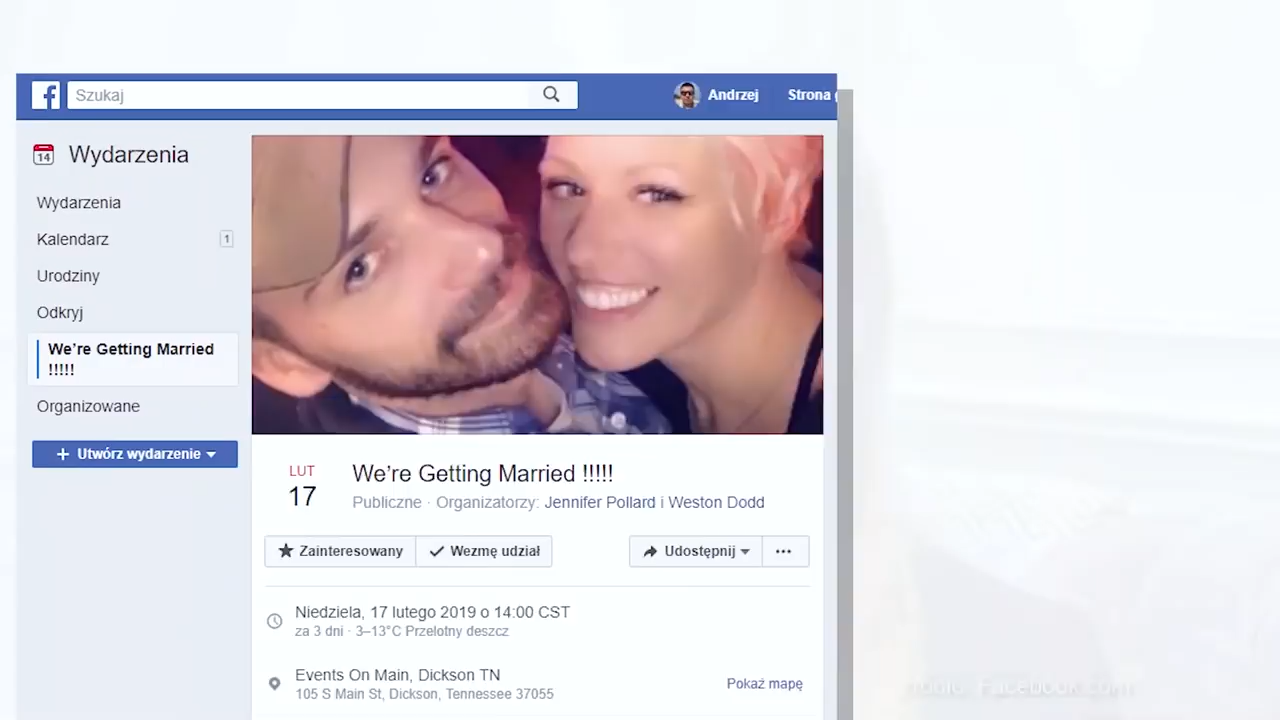 Szukaj
Andrzej
Strona
14
Wydarzenia
Wydarzenia
Kalendarz 1
Urodziny
Odkryj
We're Getting Married
!!!!!
Organizowane
+ Utwórz wydarzenie
LUT
17
We're Getting Married !!!!!
Publiczne · Organizatorzy: Jennifer Pollard i Weston Dodd
Zainteresowany
Wezmę udział
Udostępnij
Niedziela, 17 lutego 2019 o 14:00 CST
za 3 dni · 3–13°C Przelotny deszcz
Events On Main, Dickson TN
105 S Main St, Dickson, Tennessee 37055
Pokaż mapę
Facebook.com